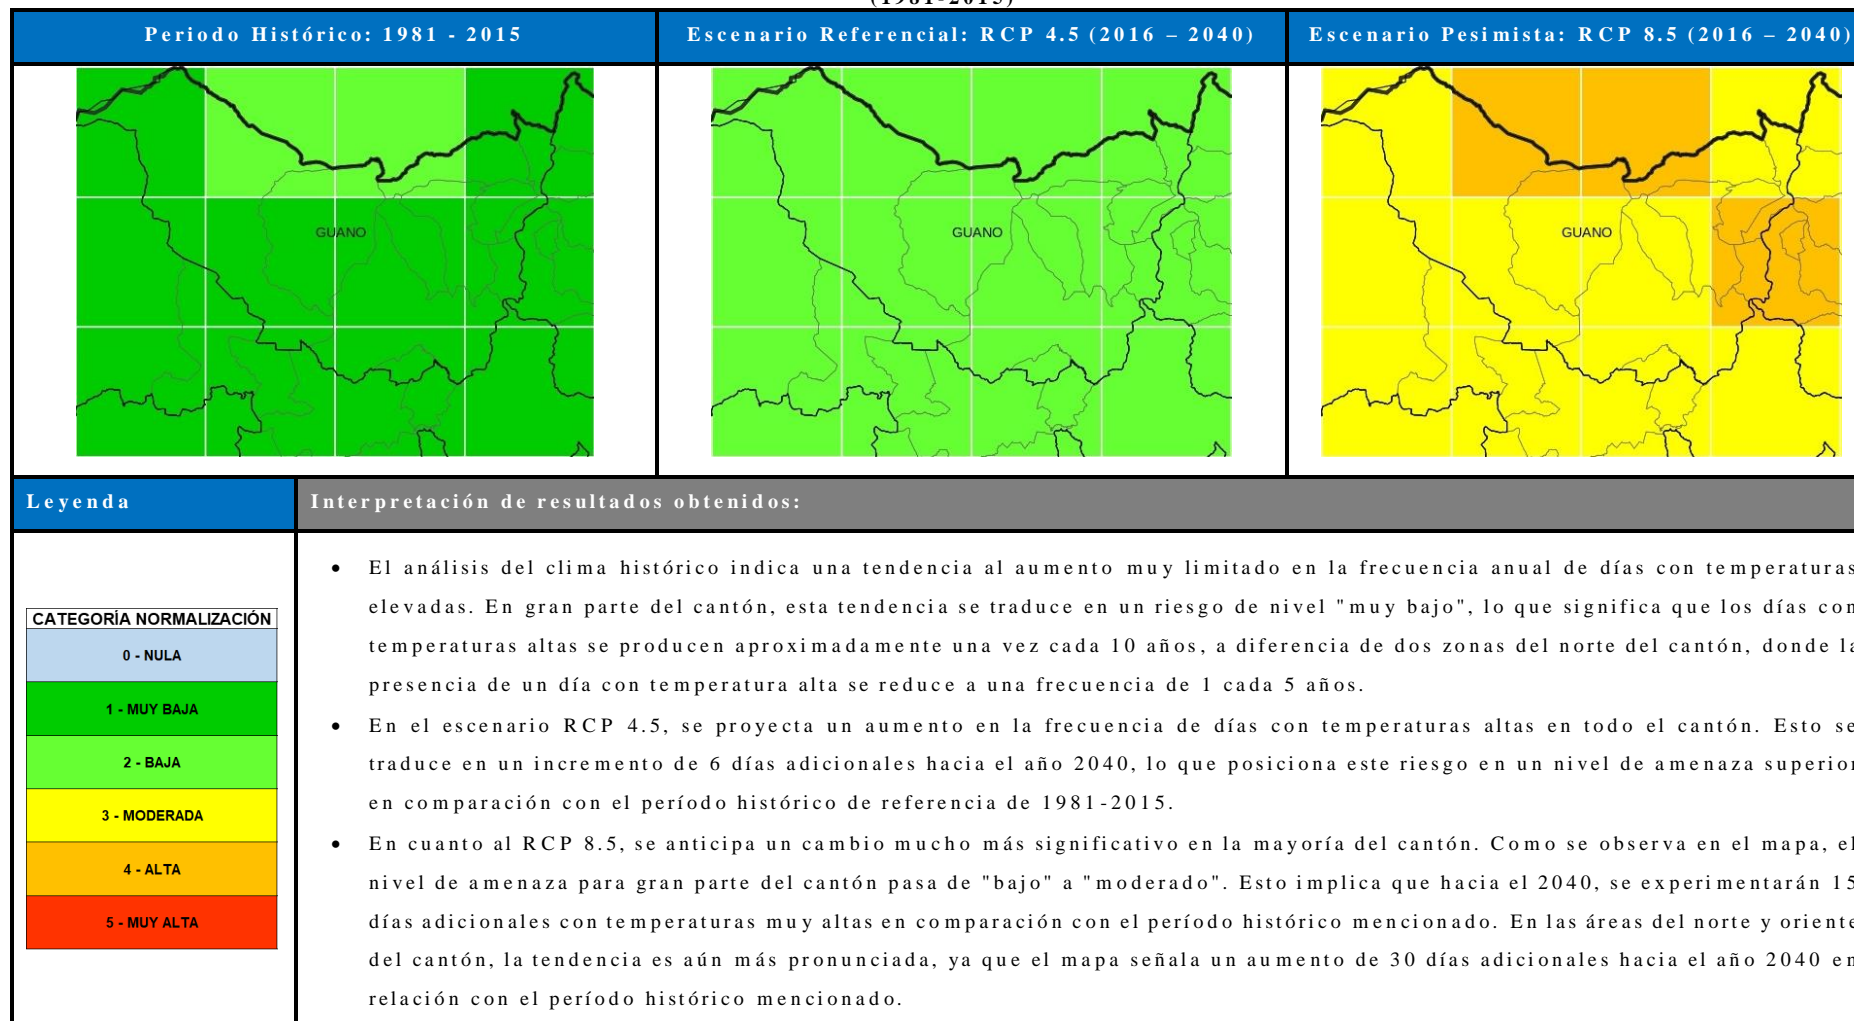 (1981-2015)
Periodo Histórico: 1981 - 2015
Escenario Referencial: RCP 4.5 (2016 – 2040)
Escenario Pesimista: RCP 8.5 (2016 – 2040)
GUANO
GUANO
GUANO
Leyenda
Interpretación de resultados obtenidos:
CATEGORÍA NORMALIZACIÓN
0 - NULA
1 - MUY BAJA
2 - BAJA
3 - MODERADA
4 - ALTA
5 - MUY ALTA
• El análisis del clima histórico indica una tendencia al aumento muy limitado en la frecuencia anual de días con temperaturas
elevadas. En gran parte del cantón, esta tendencia se traduce en un riesgo de nivel "muy bajo", lo que significa que los días con
temperaturas altas se producen aproximadamente una vez cada 10 años, a diferencia de dos zonas del norte del cantón, donde la
presencia de un día con temperatura alta se reduce a una frecuencia de 1 cada 5 años.
• En el escenario RCP 4.5, se proyecta un aumento en la frecuencia de días con temperaturas altas en todo el cantón. Esto se
traduce en un incremento de 6 días adicionales hacia el año 2040, lo que posiciona este riesgo en un nivel de amenaza superior
en comparación con el período histórico de referencia de 1981-2015.
• En cuanto al RCP 8.5, se anticipa un cambio mucho más significativo en la mayoría del cantón. Como se observa en el mapa, el
nivel de amenaza para gran parte del cantón pasa de "bajo" a "moderado". Esto implica que hacia el 2040, se experimentarán 15
días adicionales con temperaturas muy altas en comparación con el período histórico mencionado. En las áreas del norte y oriente
del cantón, la tendencia es aún más pronunciada, ya que el mapa señala un aumento de 30 días adicionales hacia el año 2040 en
relación con el período histórico mencionado.